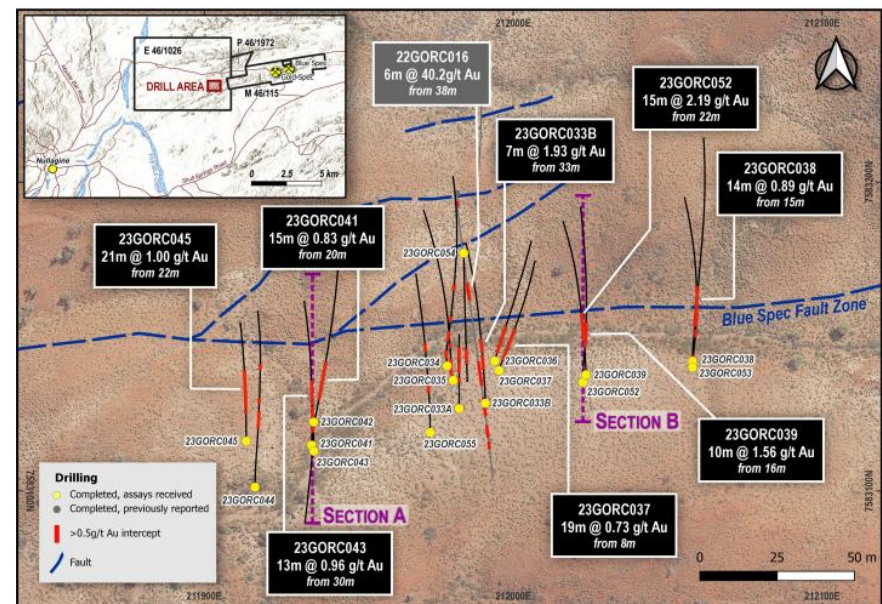 212000E
212100E
E 46/1026
P 46/1972
Blue Spec
Gold Spec
DRILL AREA
M 46/115
Nullagine
0 2.5 5 km
22GORC016
6m @ 40.2g/t Au
from 38m
23GORC052
15m @ 2.19 g/t Au
from 22m
23GORC033B
7m @ 1.93 g/t Au
from 33m
23GORC038
14m @ 0.89 g/t Au
from 15m
7583200N
23GORC041
15m @ 0.83 g/t Au
from 20m
23GORC045
21m @ 1.00 g/t Au
from 22m
23GORC054
Blue Spec Fault Zone
23GORC034
23GORC035
23GORC033A
23GORC036
23GORC037
23GORC033B
23GORC055
23GORC039
23GORC052
23GORC038
23GORC053
23GORC042
23GORC041
23GORC043
23GORC045
23GORC044
SECTION B
SECTION A
23GORC039
10m @ 1.56 g/t Au
from 16m
23GORC037
19m @ 0.73 g/t Au
from 8m
23GORC043
13m @ 0.96 g/t Au
from 30m
7583100N
7583100N
Drilling
Completed, assays received
Completed, previously reported
>0.5g/t Au intercept
Fault
0 25 50 m
211900E
212000E
212100E